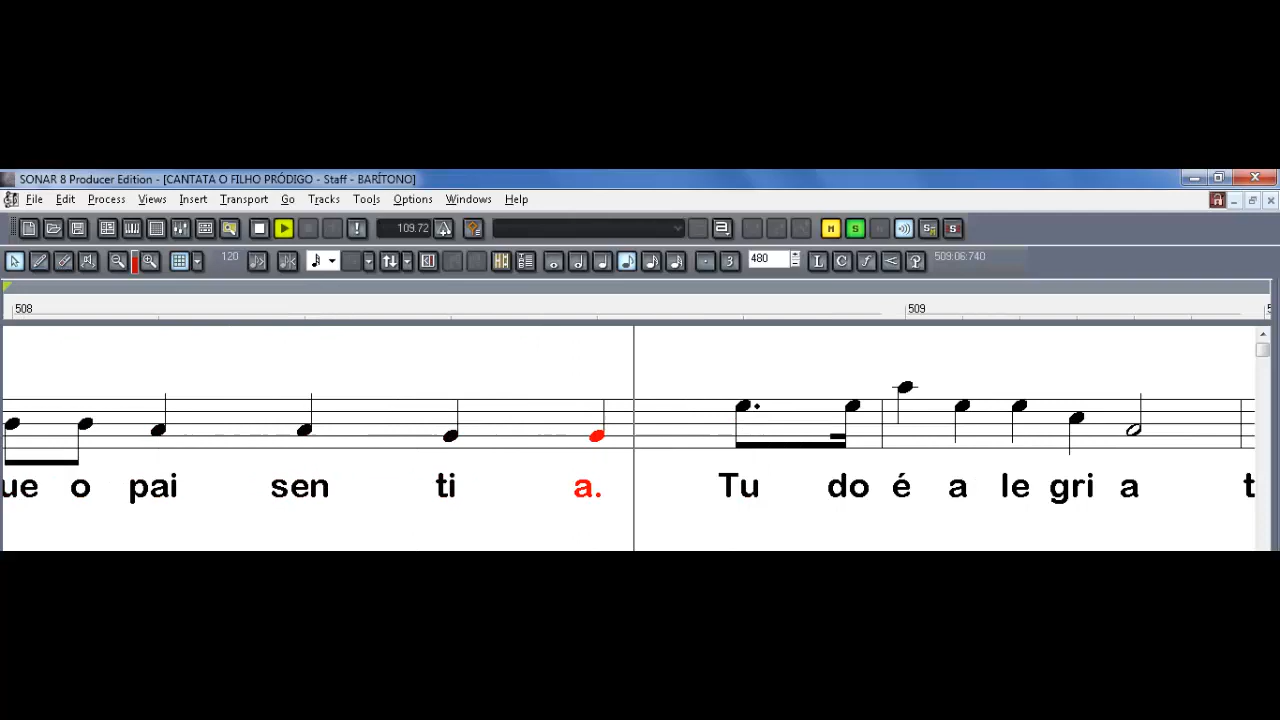 SONAR 8 Producer Edition - [CANTATA O FILHO PRÓDIGO - Staff - BARÍTONO]
File Edit Process Views Insert Transport Go Tracks Tools Options Windows Help
109.72 M S
120 3 480 L C f < 509:06:740
508 509
ue o pai sen ti a. Tu do é a le gri a t